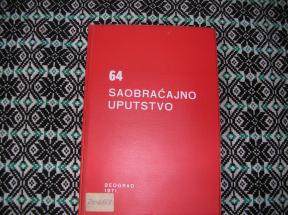 64
SAOBRAĆAJNO
UPUTSTVO
BEOGRAD
1971